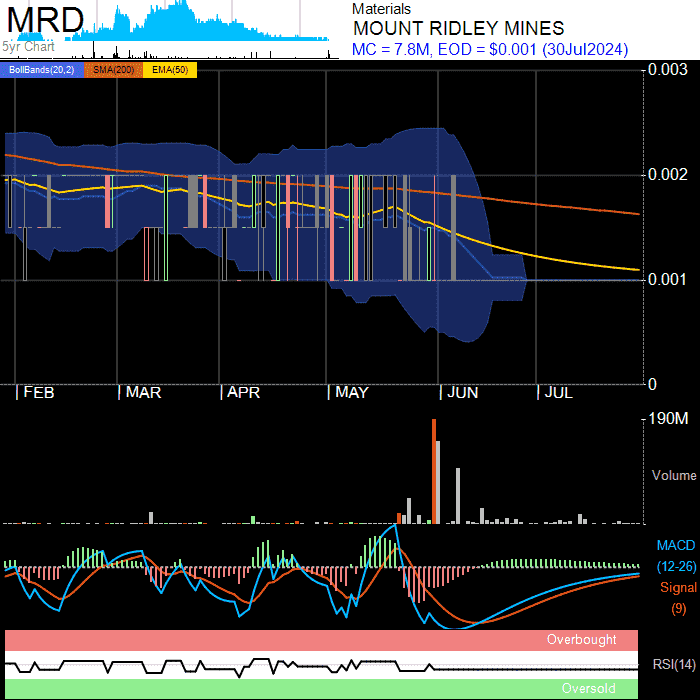 MRD
5yr Chart
Materials
MOUNT RIDLEY MINES
MC = 7.8M, EOD = $0.001 (30Jul2024)
BollBands(20,2) SMA(200) EMA(50)
0.003
0.002
0.001
0
FEB MAR APR MAY JUN JUL
190M
Volume
MACD
(12-26)
Signal
(9)
Overbought
RSI(14)
Oversold